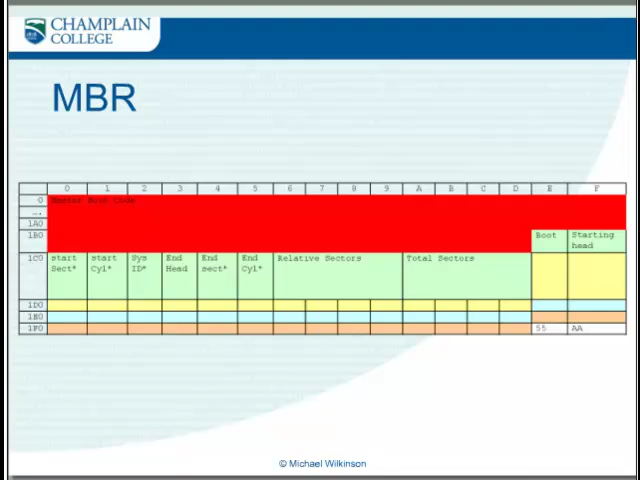 CHAMPLAIN
COLLEGE
MBR
0 1 2 3 4 5 6 7 8 9 A B C D E F
0 Master Boot Code
...
1A0
1B0 Boot Starting
head
1C0 start start Sys End End End Relative Sectors Total Sectors
Sect* Cyl* ID* Head sect* Cyl*
1D0
1E0
1F0 55 AA
© Michael Wilkinson